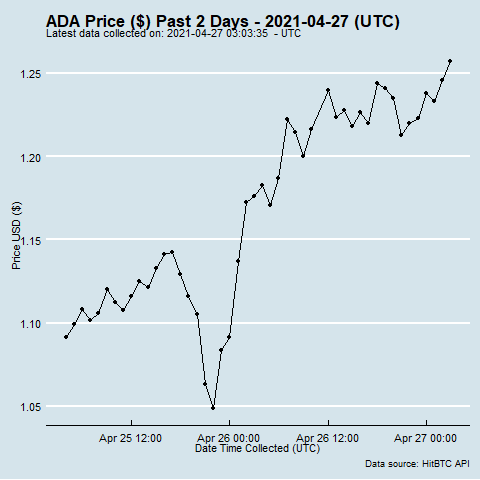 ADA Price ($) Past 2 Days - 2021-04-27 (UTC)
Latest data collected on: 2021-04-27 03:03:35 - UTC
1.25
1.20
1.15
1.10
1.05
Price USD ($)
Apr 25 12:00 Apr 26 00:00 Apr 26 12:00 Apr 27 00:00
Date Time Collected (UTC)
Data source: HitBTC API